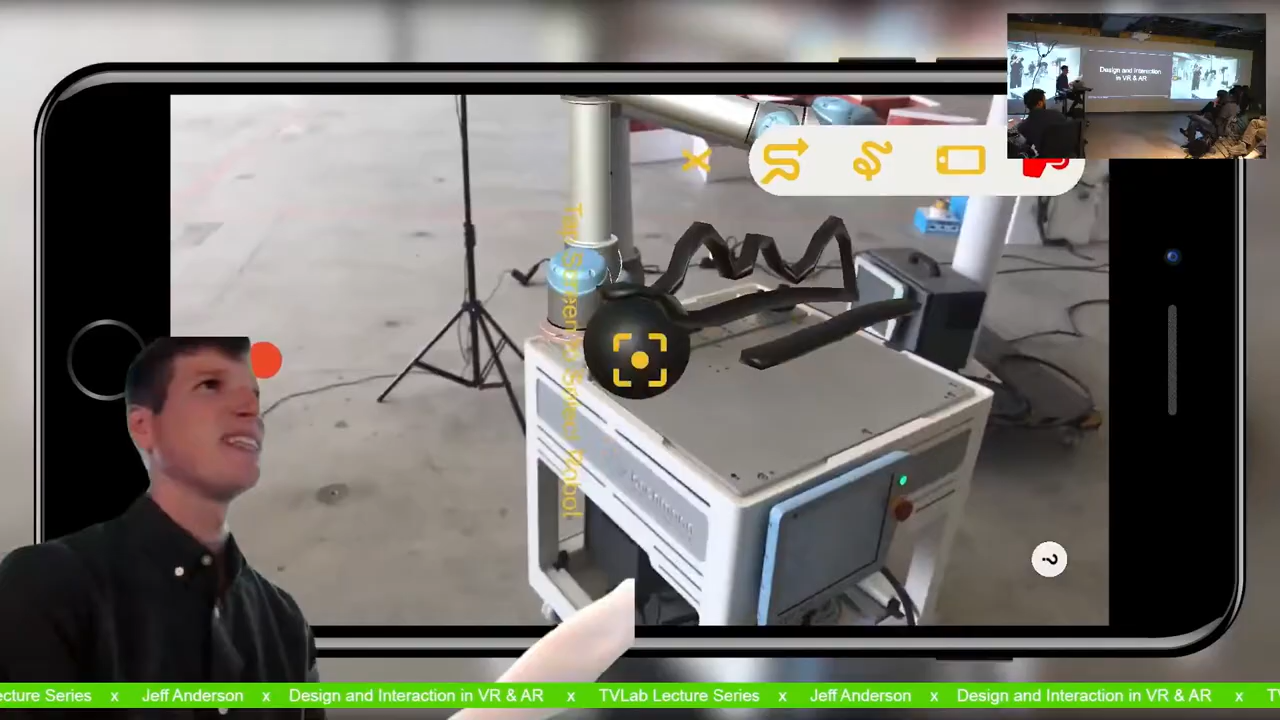 Design and Interaction
in VR & AR
Tap Screen to Select Robot
?
ecture Series x Jeff Anderson x Design and Interaction in VR & AR x TVLab Lecture Series x Jeff Anderson x Design and Interaction in VR & AR x TV